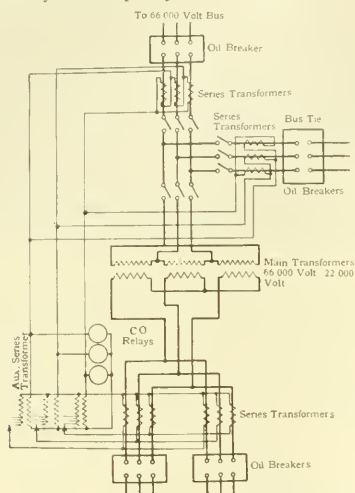 To 66 000 Volt Bus
Oil Breaker
Series Transformers
Series
Transformers
Bus Tie
Oil Breakers
Main Transformers
66 000 Volt 22 000
Volt
CO
Relays
Aux. Series
Transformer
Series Transformers
Oil Breakers